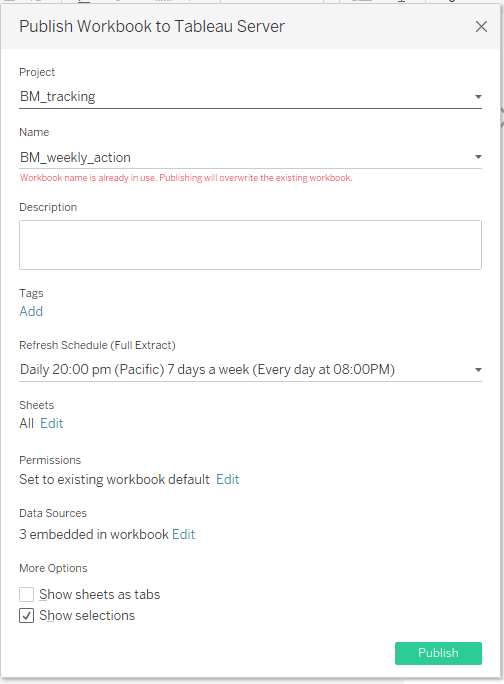 Publish Workbook to Tableau Server
Project
BM_tracking
Name
BM_weekly_action
Workbook name is already in use. Publishing will overwrite the existing workbook.
Description
Tags
Add
Refresh Schedule (Full Extract)
Daily 20:00 pm (Pacific) 7 days a week (Every day at 08:00PM)
Sheets
All Edit
Permissions
Set to existing workbook default Edit
Data Sources
3 embedded in workbook Edit
More Options
Show sheets as tabs
Show selections
Publish